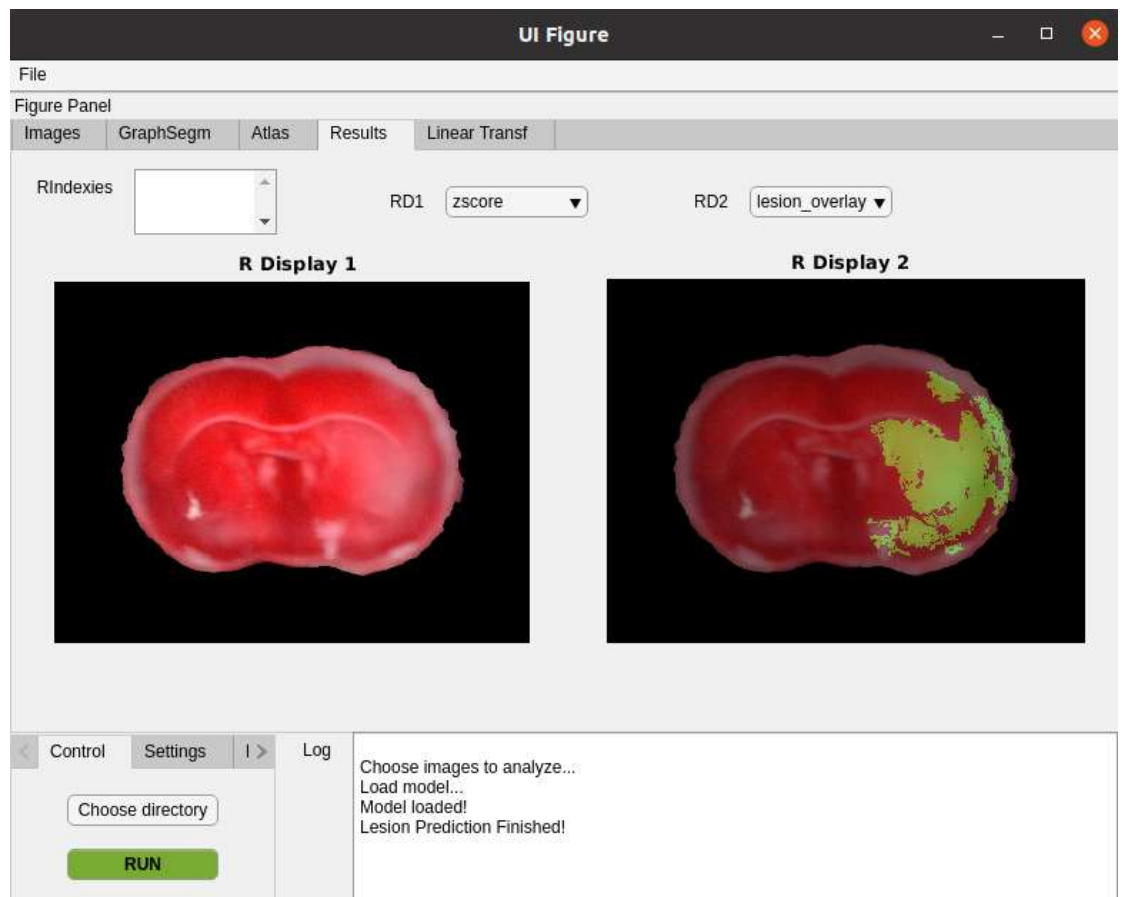 UI Figure
File
Figure Panel
Images GraphSegm Atlas Results Linear Transf
RIndexies
RD1 zscore
RD2 lesion_overlay
R Display 1
R Display 2
Control Settings I
Log
Choose images to analyze...
Load model...
Model loaded!
Lesion Prediction Finished!
Choose directory
RUN